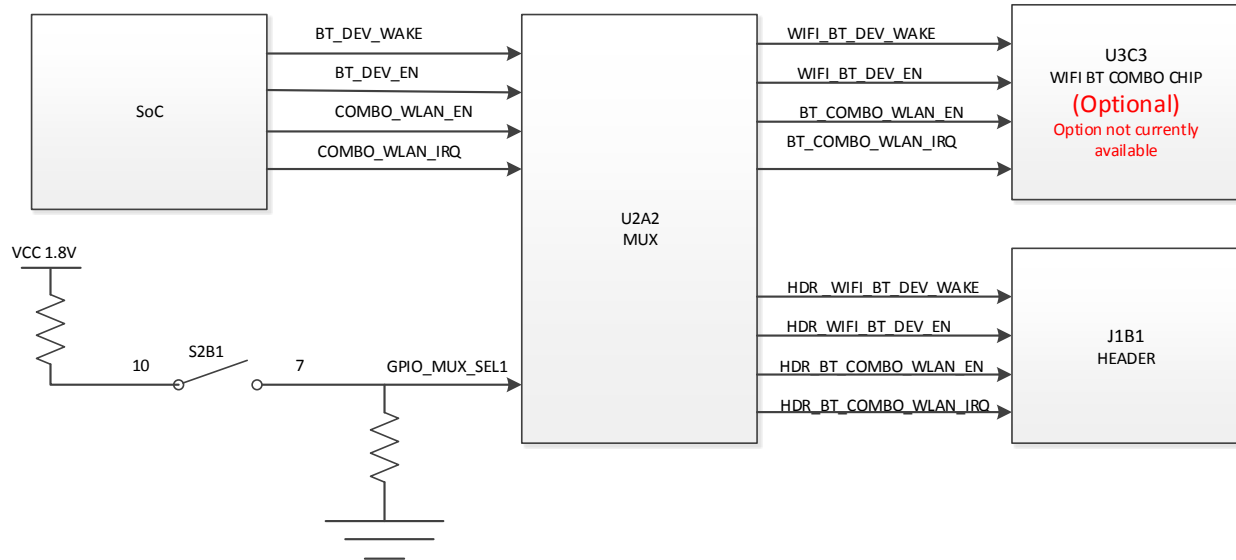 BT_DEV_WAKE
BT_DEV_EN
SoC
COMBO_WLAN_EN
COMBO_WLAN_IRQ
WIFI_BT_DEV_WAKE
WIFI_BT_DEV_EN
BT_COMBO_WLAN_EN
BT_COMBO_WLAN_IRQ
U3C3
WIFI BT COMBO CHIP
(Optional)
Option not currently
available
U2A2
MUX
VCC 1.8V
10
S2B1
7
GPIO_MUX_SEL1
HDR_WIFI_BT_DEV_WAKE
HDR_WIFI_BT_DEV_EN
HDR_BT_COMBO_WLAN_EN
HDR_BT_COMBO_WLAN_IRQ
J1B1
HEADER